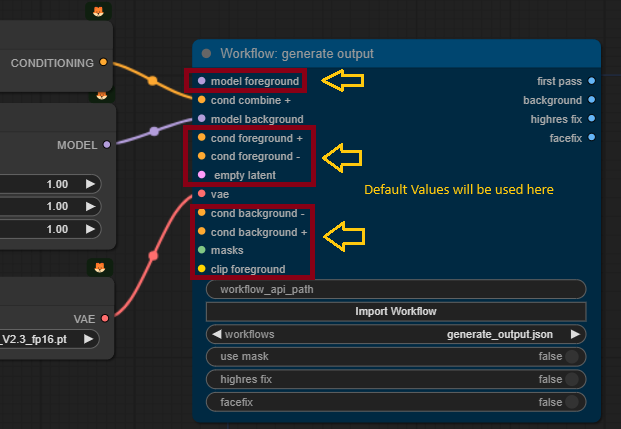 CONDITIONING
MODEL
1.00
1.00
1.00
VAE
_V2.3_fp16.pt
Workflow: generate output
model foreground
first pass
cond combine +
background
model background
highres fix
cond foreground +
facefix
cond foreground -
empty latent
Default Values will be used here
vae
cond background -
cond background +
masks
clip foreground
workflow_api_path
Import Workflow
workflows
generate_output.json
use mask
false
highres fix
false
facefix
false